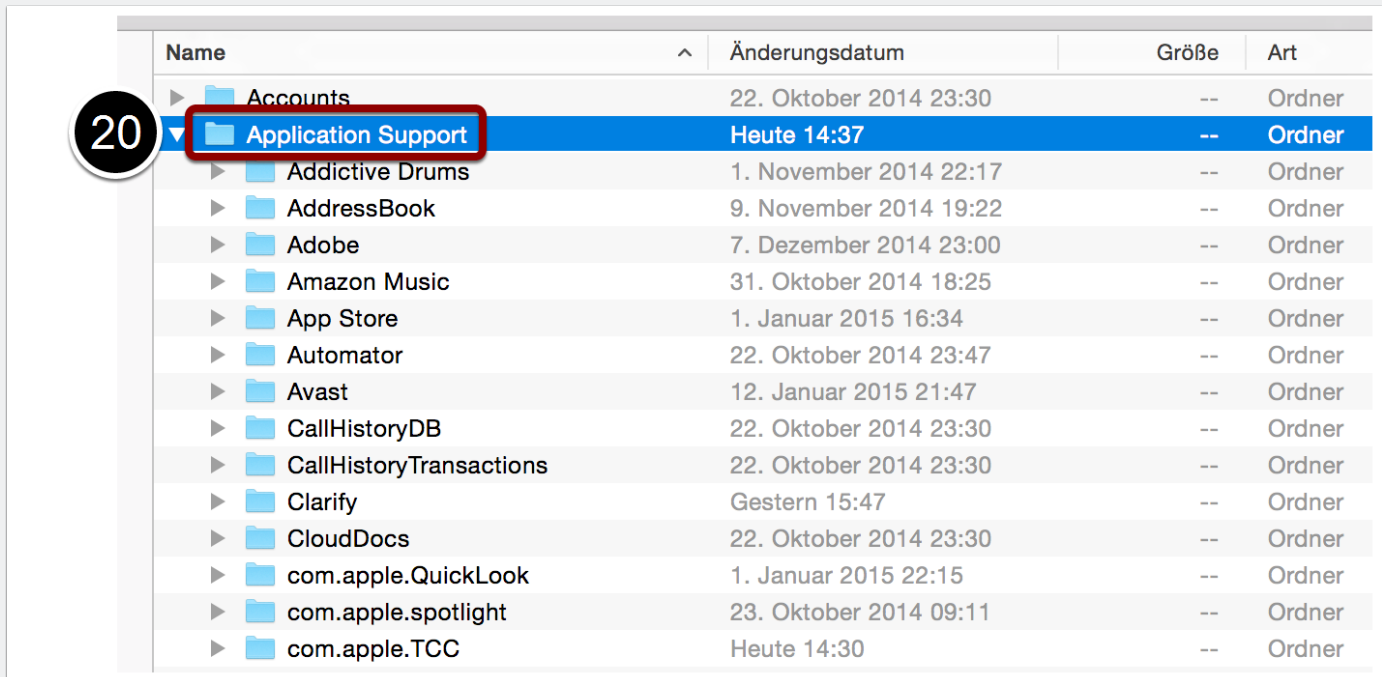 Name Änderungsdatum Größe Art
Accounts 22. Oktober 2014 23:30 -- Ordner
20 Application Support Heute 14:37 -- Ordner
Addictive Drums 1. November 2014 22:17 -- Ordner
AddressBook 9. November 2014 19:22 -- Ordner
Adobe 7. Dezember 2014 23:00 -- Ordner
Amazon Music 31. Oktober 2014 18:25 -- Ordner
App Store 1. Januar 2015 16:34 -- Ordner
Automator 22. Oktober 2014 23:47 -- Ordner
Avast 12. Januar 2015 21:47 -- Ordner
CallHistoryDB 22. Oktober 2014 23:30 -- Ordner
CallHistoryTransactions 22. Oktober 2014 23:30 -- Ordner
Clarify Gestern 15:47 -- Ordner
CloudDocs 22. Oktober 2014 23:30 -- Ordner
com.apple.QuickLook 1. Januar 2015 22:15 -- Ordner
com.apple.spotlight 23. Oktober 2014 09:11 -- Ordner
com.apple.TCC Heute 14:30 -- Ordner